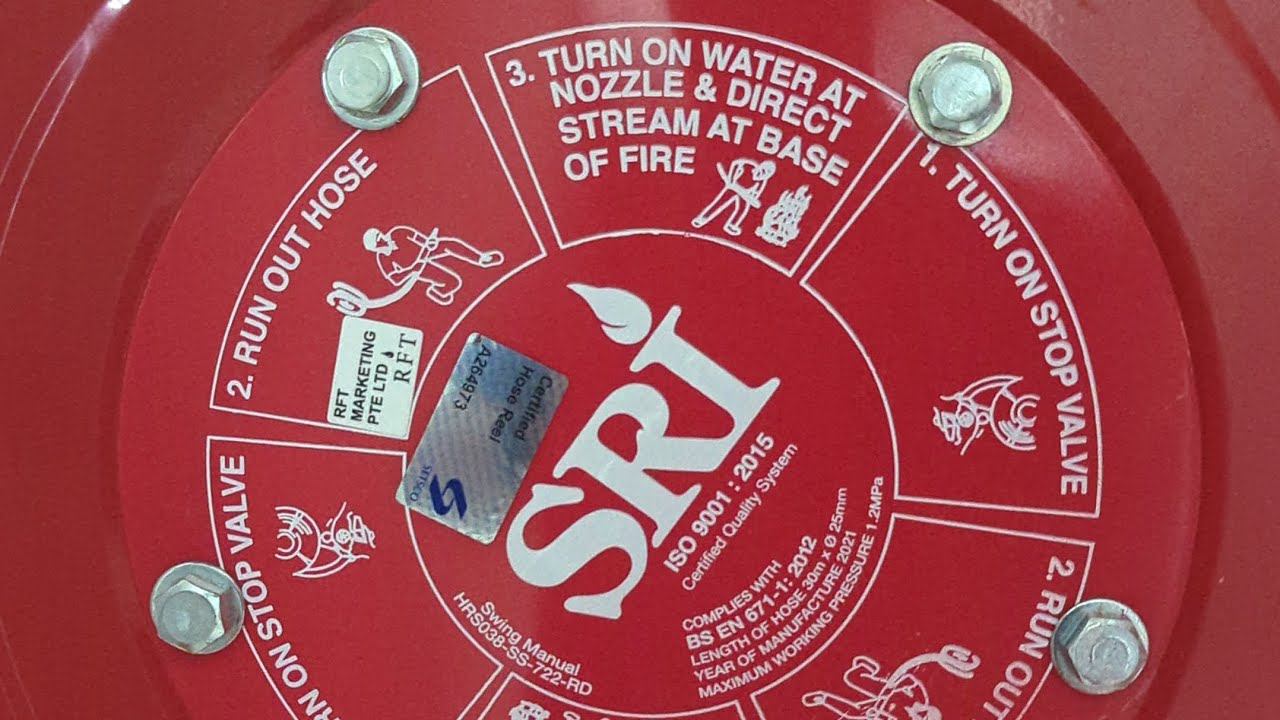 3. TURN ON WATER AT
NOZZLE & DIRECT
STREAM AT BASE
OF FIRE
2. RUN OUT HOSE
1. TURN ON STOP VALVE
RFT
MARKETING
PTE LTD
RFT
A264973
Certified
Hose Reel
SETSCO
S
SRI
ISO 9001 : 2015
Certified Quality System
COMPLIES WITH
BS EN 671-1: 2012
LENGTH OF HOSE 30m x Ø 25mm
YEAR OF MANUFACTURE 2021
MAXIMUM WORKING PRESSURE 1.2MPa
Swing Manual
HRS038-SS-722-RD
ON STOP VALVE
2. RUN OUT